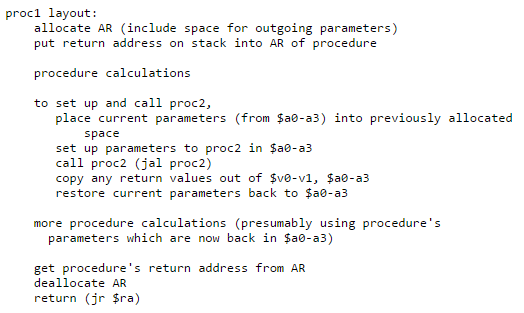 proc1 layout:
allocate AR (include space for outgoing parameters)
put return address on stack into AR of procedure
procedure calculations
to set up and call proc2,
place current parameters (from $a0-a3) into previously allocated
space
set up parameters to proc2 in $a0-a3
call proc2 (jal proc2)
copy any return values out of $v0-v1, $a0-a3
restore current parameters back to $a0-a3
more procedure calculations (presumably using procedure's
parameters which are now back in $a0-a3)
get procedure's return address from AR
deallocate AR
return (jr $ra)